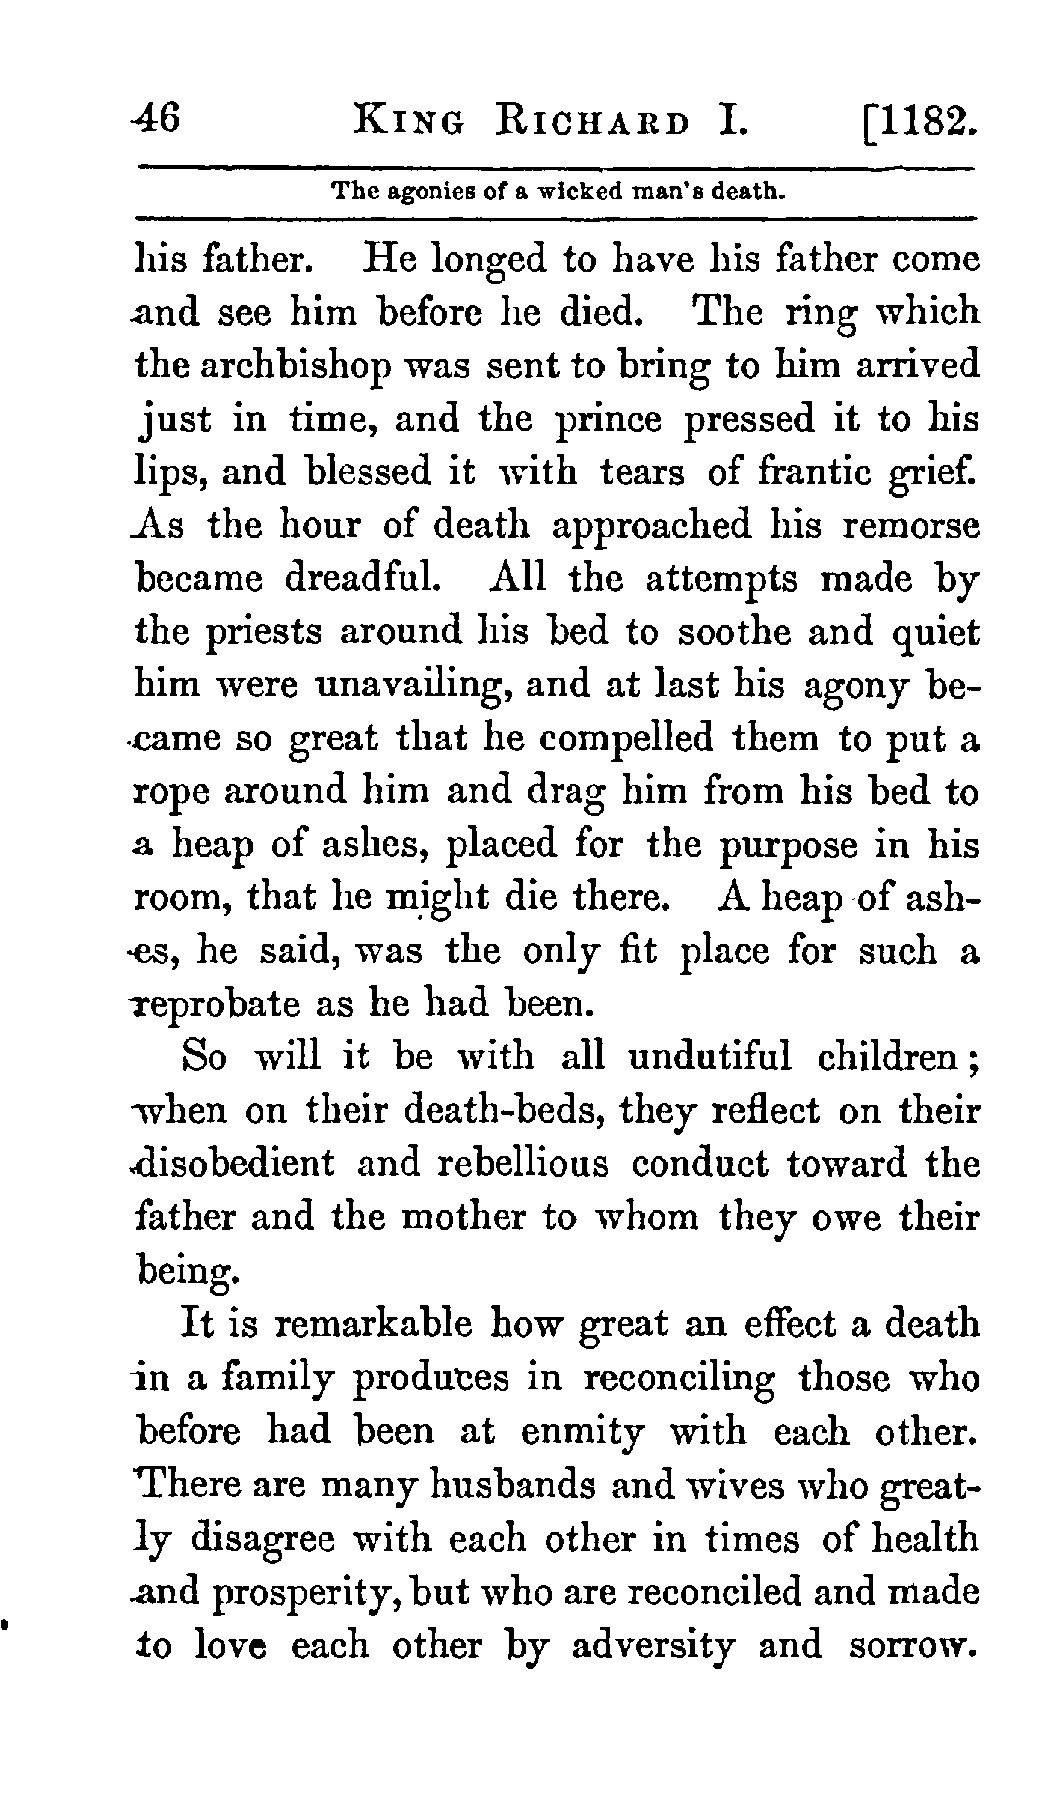 46 KING RICHARD I. [1182.
The agonies of a wicked man's death.
his father. He longed to have his father come
and see him before he died. The ring which
the archbishop was sent to bring to him arrived
just in time, and the prince pressed it to his
lips, and blessed it with tears of frantic grief.
As the hour of death approached his remorse
became dreadful. All the attempts made by
the priests around his bed to soothe and quiet
him were unavailing, and at last his agony be-
came so great that he compelled them to put a
rope around him and drag him from his bed to
a heap of ashes, placed for the purpose in his
room, that he might die there. A heap of ash-
es, he said, was the only fit place for such a
reprobate as he had been.
So will it be with all undutiful children;
when on their death-beds, they reflect on their
disobedient and rebellious conduct toward the
father and the mother to whom they owe their
being.
It is remarkable how great an effect a death
in a family produces in reconciling those who
before had been at enmity with each other.
There are many husbands and wives who great-
ly disagree with each other in times of health
and prosperity, but who are reconciled and made
to love each other by adversity and sorrow.